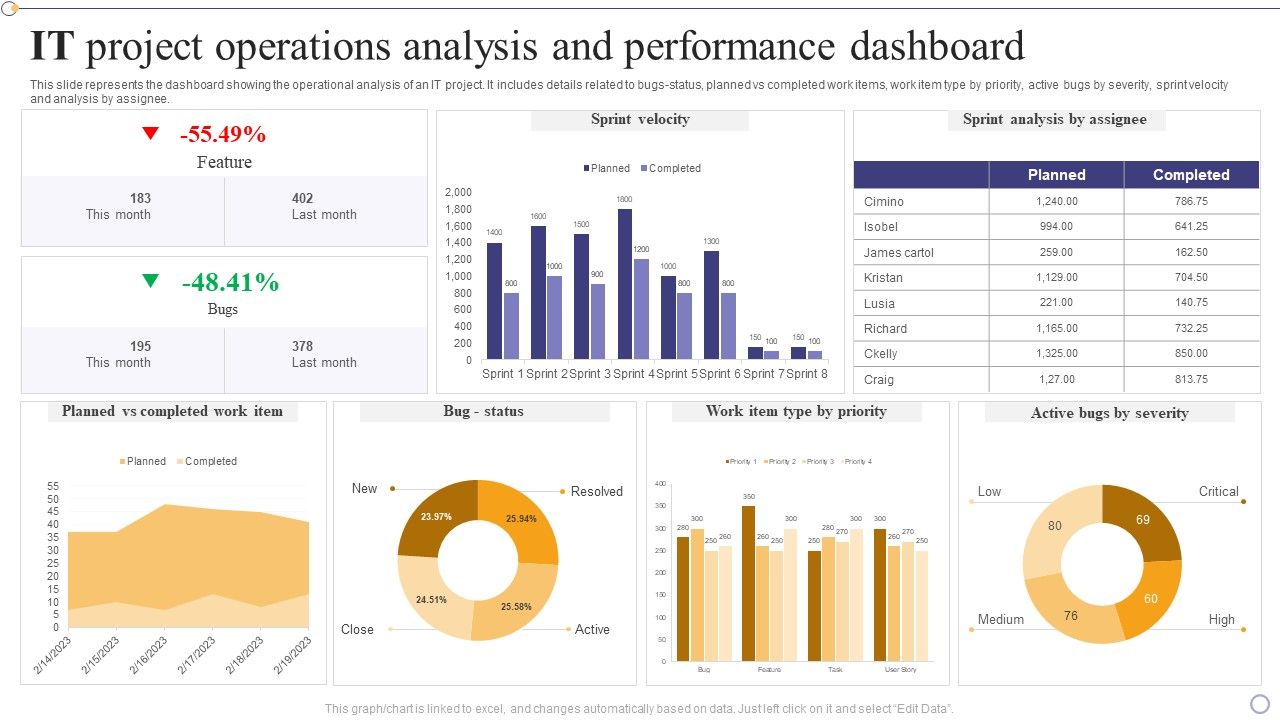 IT project operations analysis and performance dashboard
This slide represents the dashboard showing the operational analysis of an IT project. It includes details related to bugs-status, planned vs completed work items, work item type by priority, active bugs by severity, sprint velocity
and analysis by assignee.
-55.49%
Feature
183
This month
402
Last month
-48.41%
Bugs
195
This month
378
Last month
Sprint velocity
Planned Completed
2,000
1,800
1,600
1,400
1,200
1,000
800
600
400
200
0
1400 800 1600 1000 1500 900 1800 1200 1000 800 1300 800 150 100 150 100
Sprint 1 Sprint 2 Sprint 3 Sprint 4 Sprint 5 Sprint 6 Sprint 7 Sprint 8
Sprint analysis by assignee
Planned Completed
Cimino 1,240.00 786.75
Isobel 994.00 641.25
James cartol 259.00 162.50
Kristan 1,129.00 704.50
Lusia 221.00 140.75
Richard 1,165.00 732.25
Ckelly 1,325.00 850.00
Craig 1,27.00 813.75
Planned vs completed work item
Planned Completed
55
50
45
40
35
30
25
20
15
10
5
0
2/14/2023 2/15/2023 2/16/2023 2/17/2023 2/18/2023 2/19/2023
Bug - status
New
Resolved
23.97%
25.94%
24.51%
25.58%
Close
Active
Work item type by priority
Priority 1 Priority 2 Priority 3 Priority 4
400
350
300
250
200
150
100
50
0
280 300 250 260 350 260 250 300 250 280 270 300 300 260 270 250
Bug Feature Task User Story
Active bugs by severity
Low
Critical
80
69
76
60
Medium
High
This graph/chart is linked to excel, and changes automatically based on data. Just left click on it and select “Edit Data”.